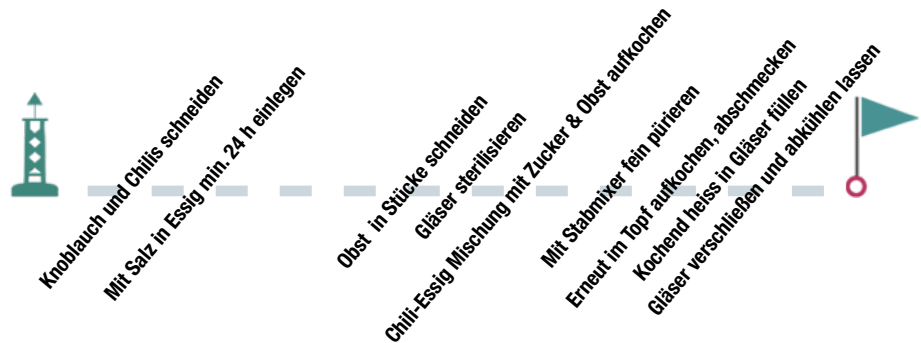 Knoblauch und Chilis schneiden
Mit Salz in Essig min. 24 h einlegen
Obst in Stücke schneiden
Gläser sterilisieren
Chili-Essig Mischung mit Zucker & Obst aufkochen
Mit Stabmixer fein pürieren
Erneut im Topf aufkochen, abschmecken
Kochend heiss in Gläser füllen
Gläser verschließen und abkühlen lassen